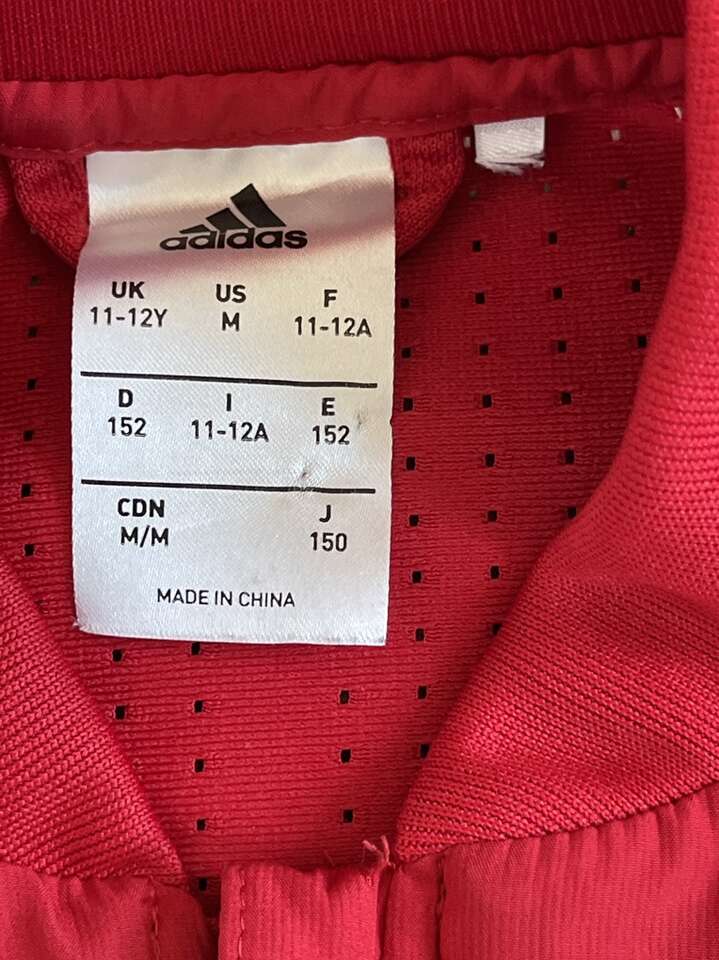 adidas
UK US F
11-12Y M 11-12A
D I E
152 11-12A 152
CDN J
M/M 150
MADE IN CHINA